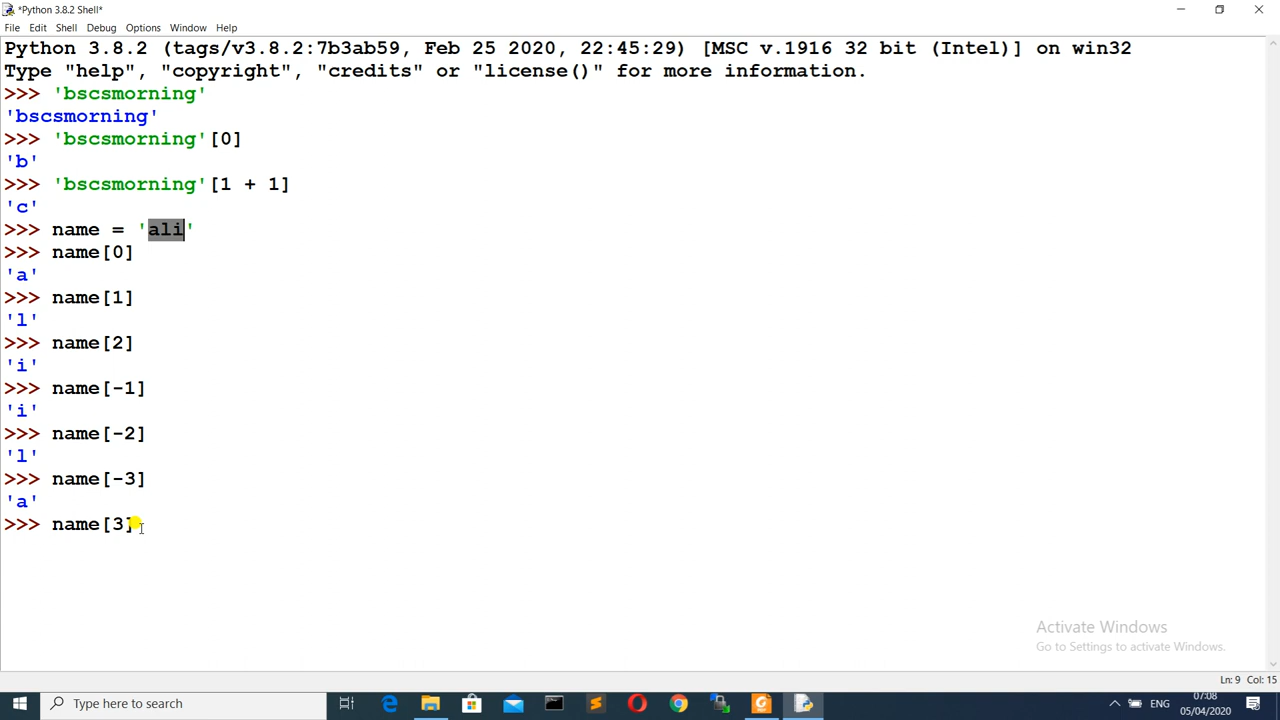 *Python 3.8.2 Shell*
File Edit Shell Debug Options Window Help
Python 3.8.2 (tags/v3.8.2:7b3ab59, Feb 25 2020, 22:45:29) [MSC v.1916 32 bit (Intel)] on win32
Type "help", "copyright", "credits" or "license()" for more information.
>>> 'bscsmorning'
'bscsmorning'
>>> 'bscsmorning'[0]
'b'
>>> 'bscsmorning'[1 + 1]
'c'
>>> name = 'ali'
>>> name[0]
'a'
>>> name[1]
'l'
>>> name[2]
'i'
>>> name[-1]
'i'
>>> name[-2]
'l'
>>> name[-3]
'a'
>>> name[3]
Activate Windows
Go to Settings to activate Windows.
Ln: 9 Col: 15
Type here to search
ENG
07:08
05/04/2020